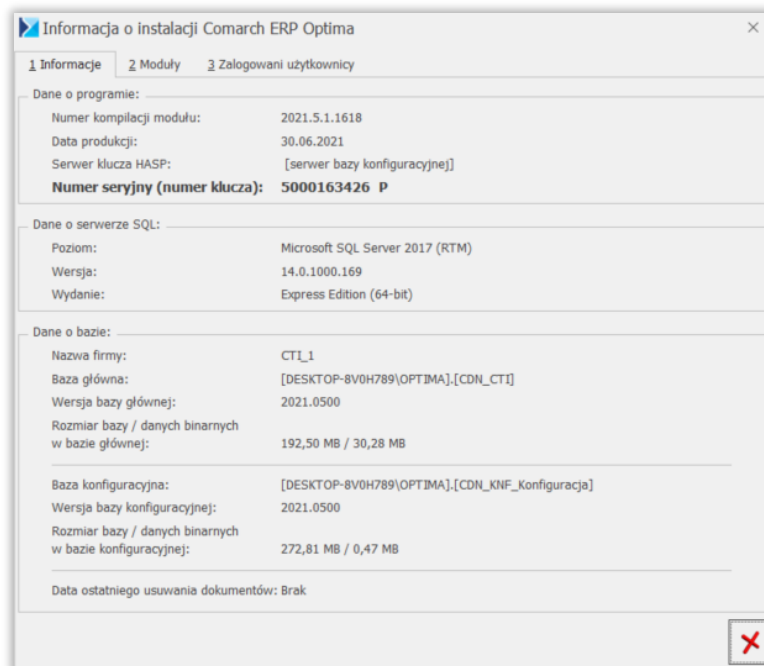 Informacja o instalacji Comarch ERP Optima
1 Informacje 2 Moduły 3 Zalogowani użytkownicy
Dane o programie:
Numer kompilacji modułu: 2021.5.1.1618
Data produkcji: 30.06.2021
Serwer klucza HASP: [serwer bazy konfiguracyjnej]
Numer seryjny (numer klucza): 5000163426 P
Dane o serwerze SQL:
Poziom: Microsoft SQL Server 2017 (RTM)
Wersja: 14.0.1000.169
Wydanie: Express Edition (64-bit)
Dane o bazie:
Nazwa firmy: CTI_1
Baza główna: [DESKTOP-8V0H789\OPTIMA].[CDN_CTI]
Wersja bazy głównej: 2021.0500
Rozmiar bazy / danych binarnych
w bazie głównej: 192,50 MB / 30,28 MB
Baza konfiguracyjna: [DESKTOP-8V0H789\OPTIMA].[CDN_KNF_Konfiguracja]
Wersja bazy konfiguracyjnej: 2021.0500
Rozmiar bazy / danych binarnych
w bazie konfiguracyjnej: 272,81 MB / 0,47 MB
Data ostatniego usuwania dokumentów: Brak